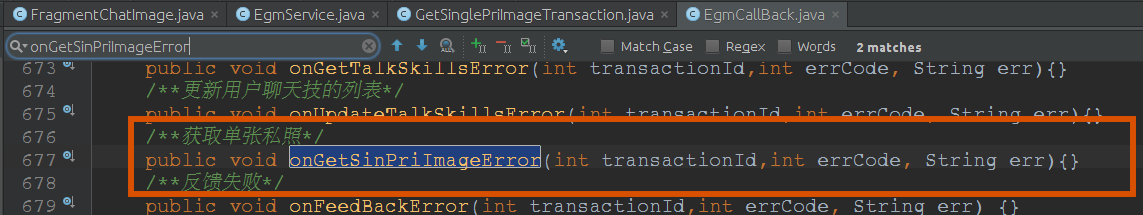 FragmentChatImage.java × EgmService.java × GetSinglePriImageTransaction.java × EgmCallBack.java ×
onGetSinPriImageError Match Case Regex Words 2 matches
673 public void onGetTalkSkillsError(int transactionId,int errCode, String err){}
674 /**更新用户聊天技的列表*/
675 public void onUpdateTalkSkillsError(int transactionId,int errCode, String err){}
676 /**获取单张私照*/
677 public void onGetSinPriImageError(int transactionId,int errCode, String err){}
678 /**反馈失败*/
679 public void onFeedBackError(int transactionId,int errCode, String err) {}